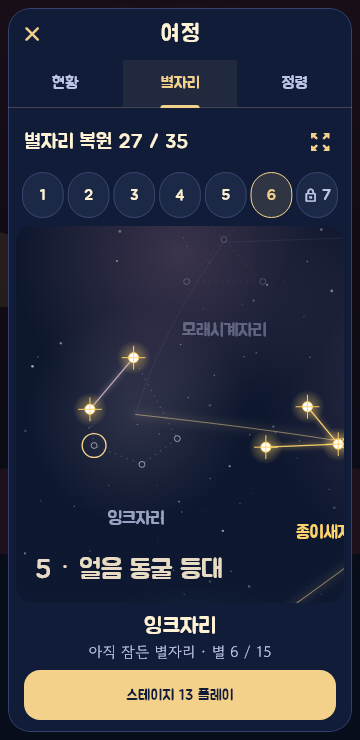 여정
현황 별자리 정령
별자리 복원 27 / 35
1 2 3 4 5 6 7
모래시계자리
잉크자리
종이새자
5 · 얼음 동굴 등대
잉크자리
아직 잠든 별자리 · 별 6 / 15
스테이지 13 플레이